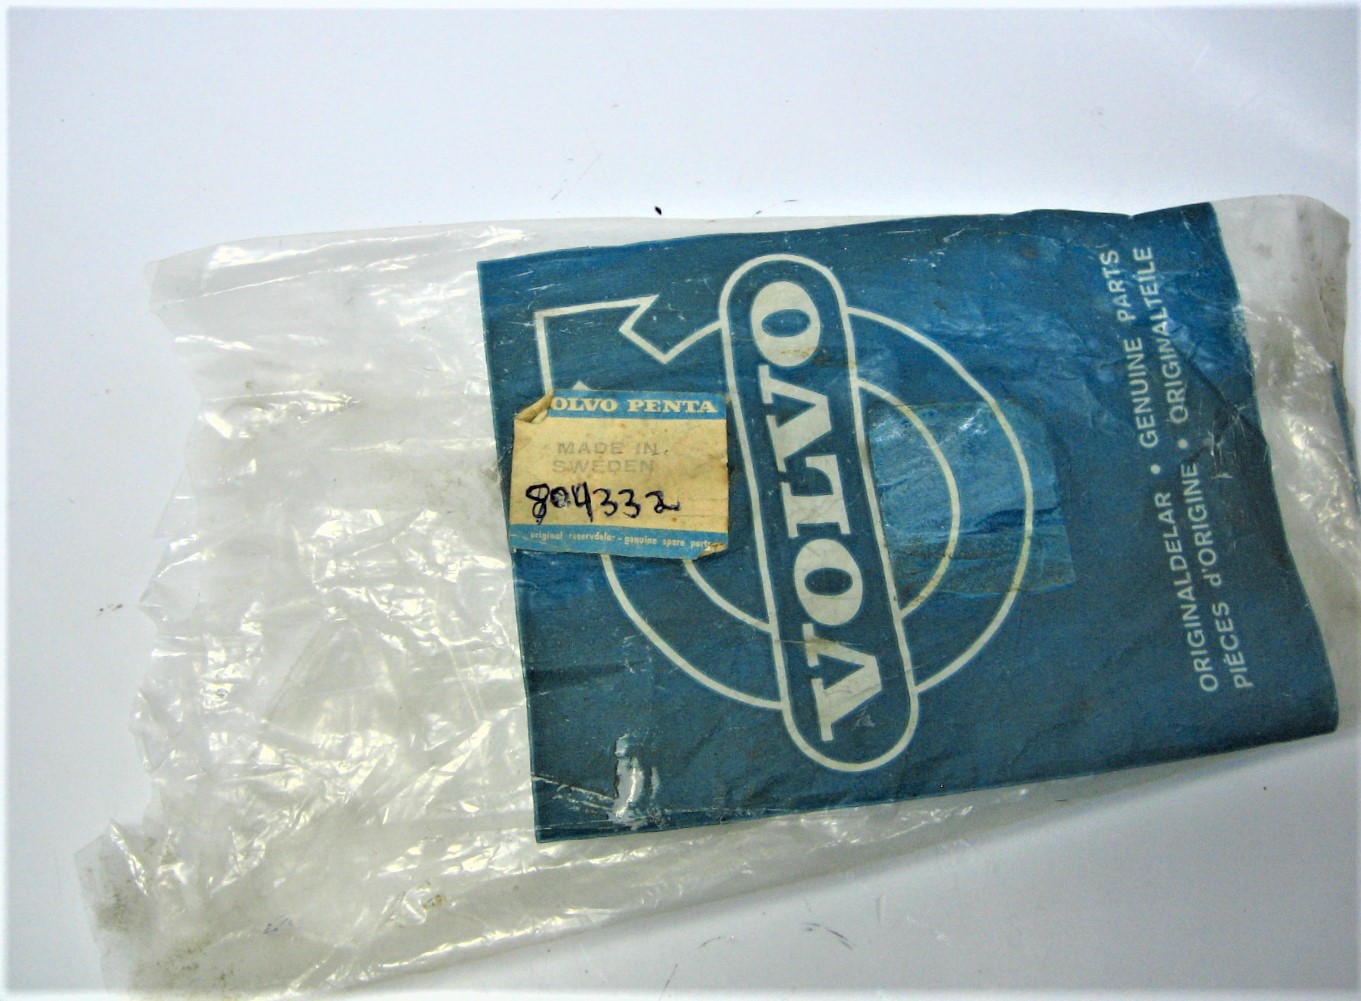 OLVO PENTA
MADE IN
SWEDEN
804332
original reservdelar - genuine spare parts
VOLVO
ORIGINALDELAR • GENUINE PARTS
PIÈCES d'ORIGINE • ORIGINALTEILE